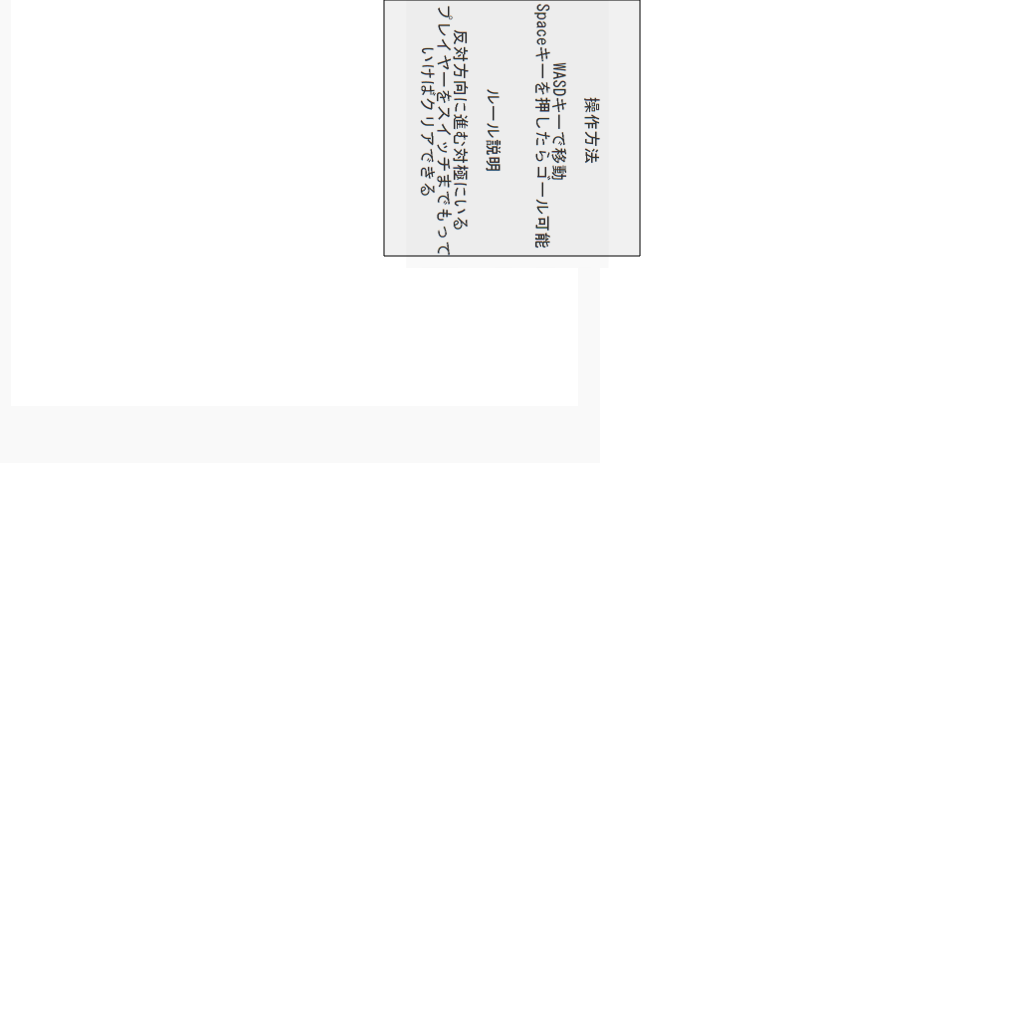 操作方法
WASDキーで移動
Spaceキーを押したらゴール可能
ルール説明
反対方向に進む対極にいる
プレイヤーをスイッチまでもって
いけばクリアできる